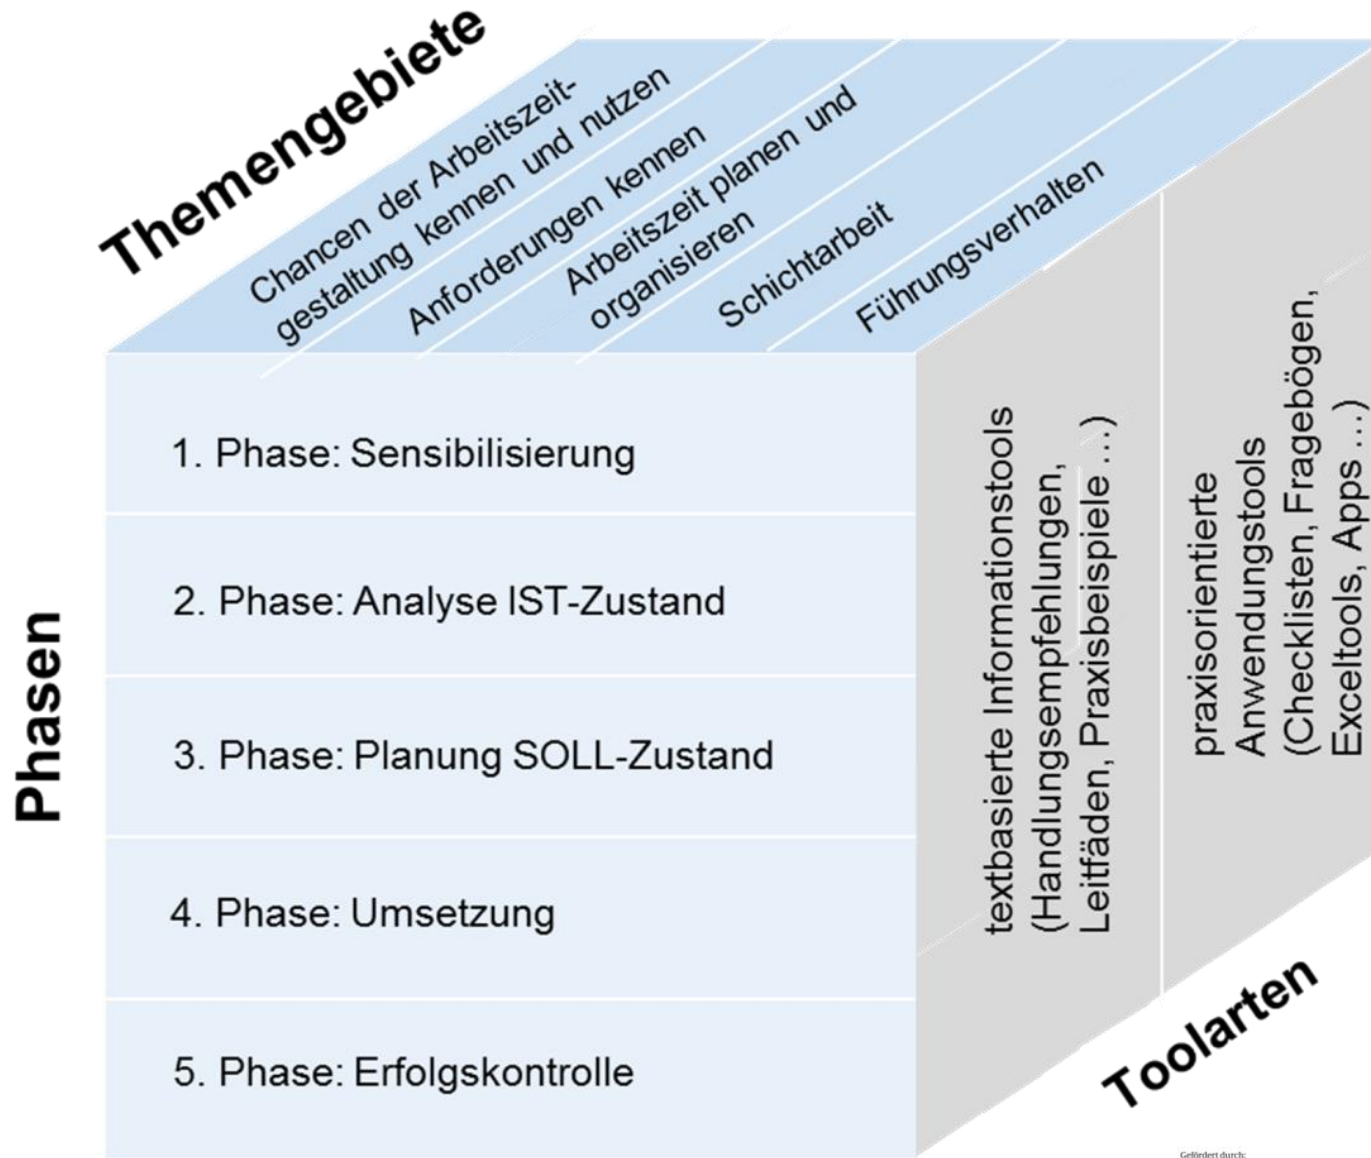 Themengebiete
Chancen der Arbeitszeit-
gestaltung kennen und nutzen
Anforderungen kennen
Arbeitszeit planen und
organisieren
Schichtarbeit
Führungsverhalten
Phasen
1. Phase: Sensibilisierung
2. Phase: Analyse IST-Zustand
3. Phase: Planung SOLL-Zustand
4. Phase: Umsetzung
5. Phase: Erfolgskontrolle
textbasierte Informationstools
(Handlungsempfehlungen,
Leitfäden, Praxisbeispiele ...)
praxisorientierte
Anwendungstools
(Checklisten, Fragebögen,
Exceltools, Apps ...)
Toolarten
Gefördert durch: